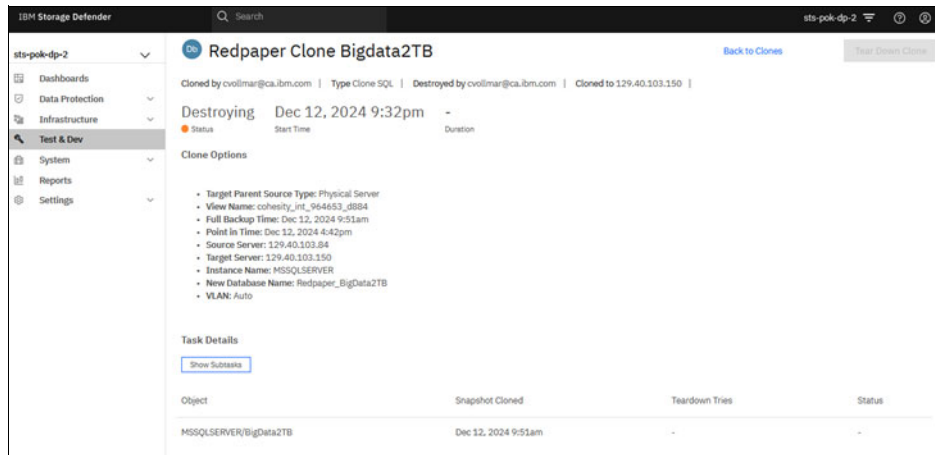 IBM Storage Defender
Search
sts-pok-dp-2
sts-pok-dp-2
Dashboards
Data Protection
Infrastructure
Test & Dev
System
Reports
Settings
Db Redpaper Clone Bigdata2TB
Back to Clones
Tear Down Clone
Cloned by cvollmar@ca.ibm.com | Type Clone SQL | Destroyed by cvollmar@ca.ibm.com | Cloned to 129.40.103.150 |
Destroying Dec 12, 2024 9:32pm -
Status Start Time Duration
Clone Options
• Target Parent Source Type: Physical Server
• View Name: cohesity_int_964653_d884
• Full Backup Time: Dec 12, 2024 9:51am
• Point in Time: Dec 12, 2024 4:42pm
• Source Server: 129.40.103.84
• Target Server: 129.40.103.150
• Instance Name: MSSQLSERVER
• New Database Name: Redpaper_BigData2TB
• VLAN: Auto
Task Details
Show Subtasks
Object Snapshot Cloned Teardown Tries Status
MSSQLSERVER/BigData2TB Dec 12, 2024 9:51am - -